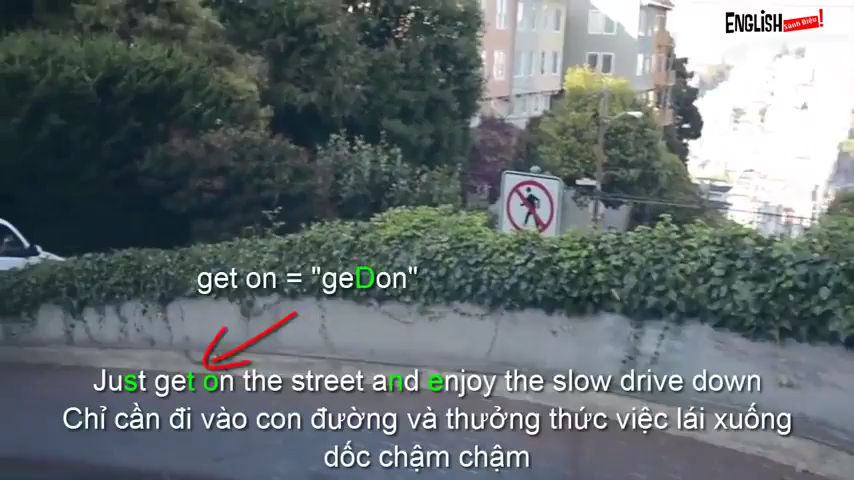 ENGLISH Sành Điệu!
get on = "geDon"
Just get on the street and enjoy the slow drive down
Chỉ cần đi vào con đường và thưởng thức việc lái xuống
dốc chậm chậm